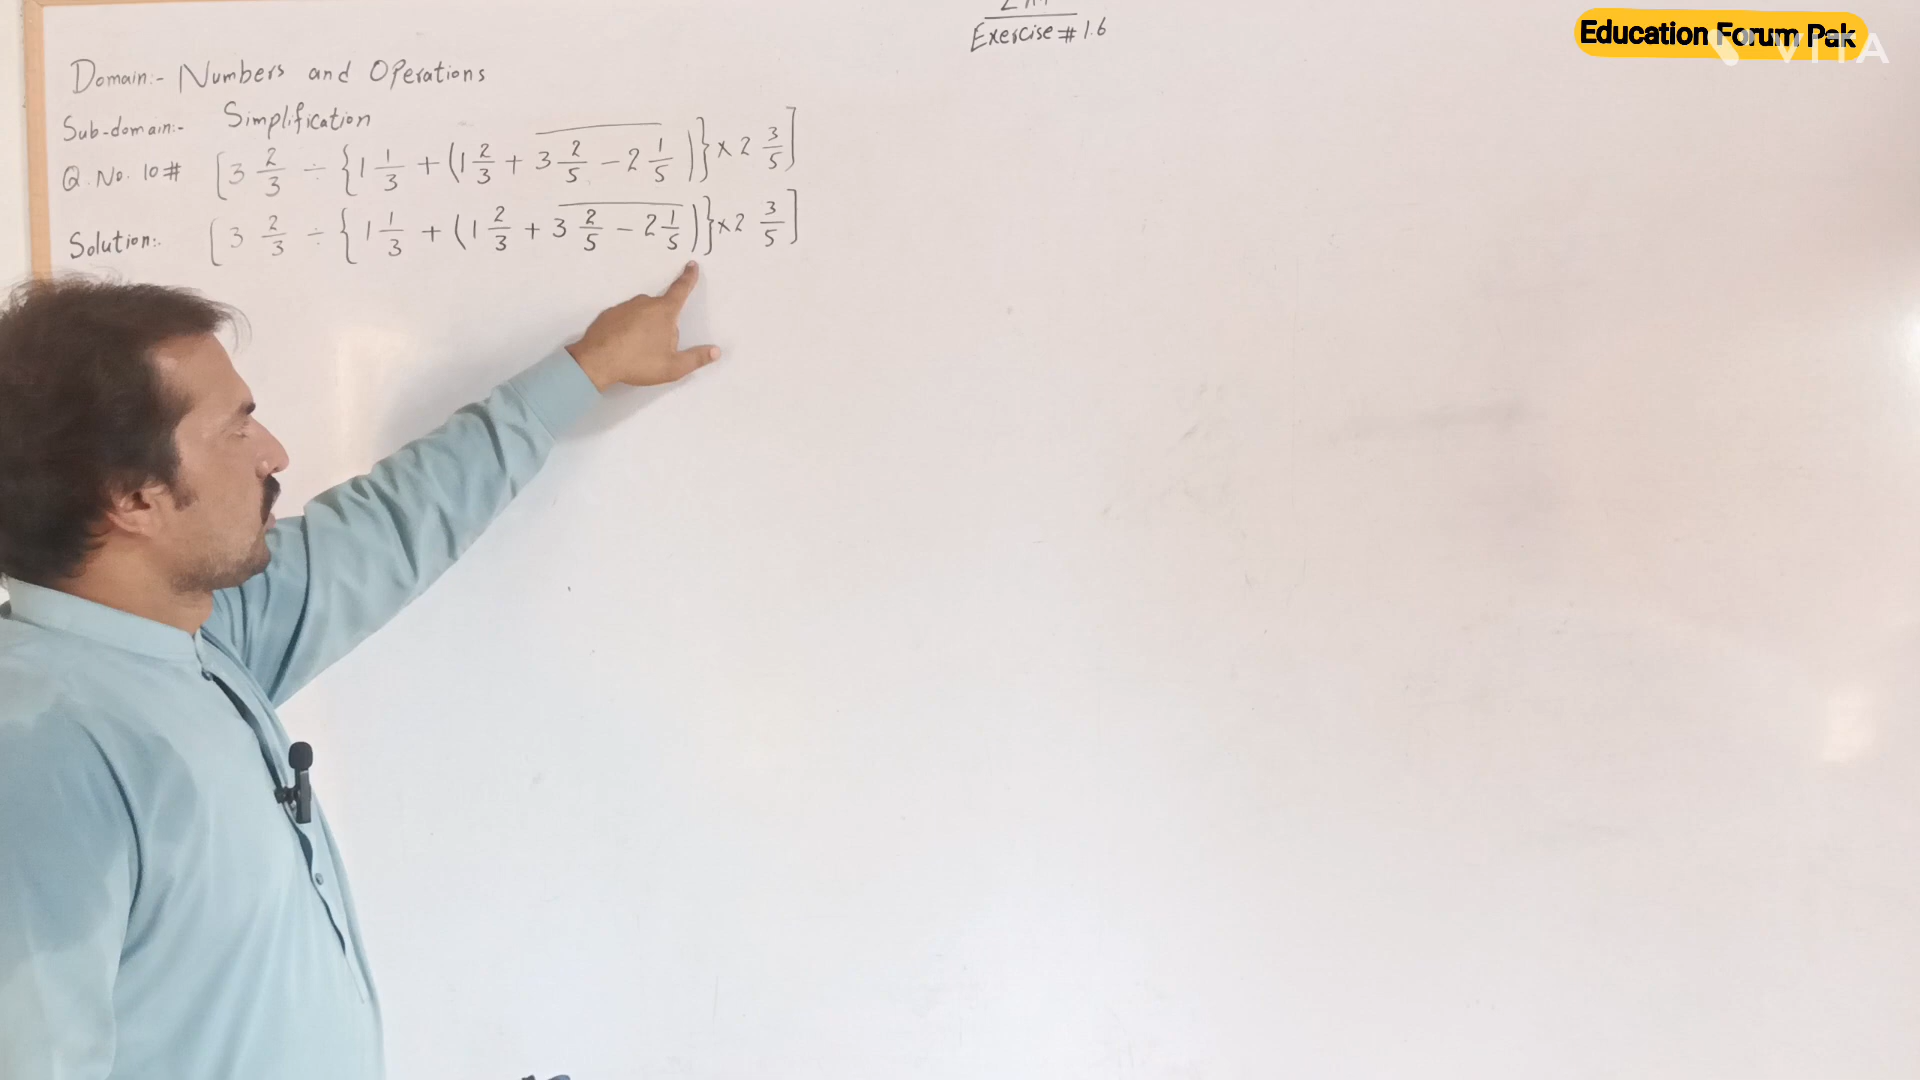 Education Forum Pak
VITA
Exercise # 1.6
Domain:- Numbers and Operations
Sub-domain:- Simplification
Q. No. 10# [3 2/3 ÷ {1 1/3 + (1 2/3 + 3 2/5 − 2 1/5)} × 2 3/5]
Solution:. [3 2/3 ÷ {1 1/3 + (1 2/3 + 3 2/5 − 2 1/5)} × 2 3/5]